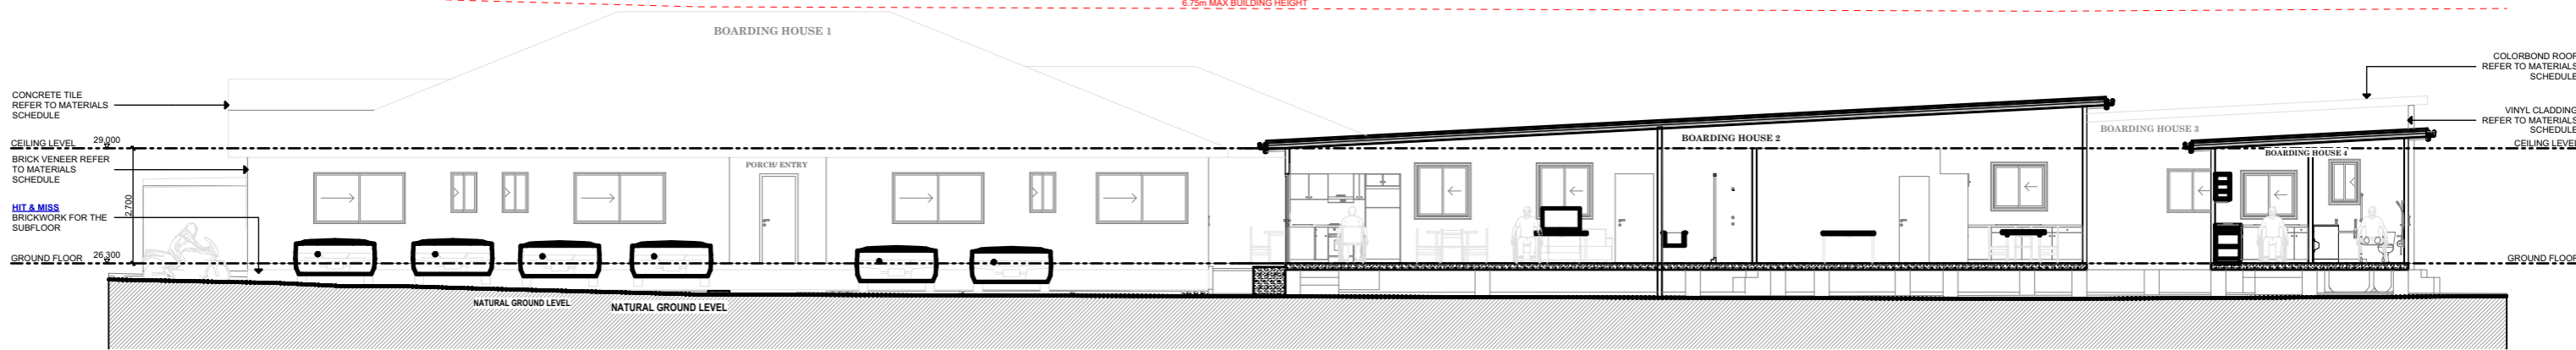 6.75m MAX BUILDING HEIGHT
BOARDING HOUSE 1
CONCRETE TILE
REFER TO MATERIALS
SCHEDULE
CEILING LEVEL 29,000
BRICK VENEER REFER
TO MATERIALS
SCHEDULE
2,700
HIT & MISS
BRICKWORK FOR THE
SUBFLOOR
GROUND FLOOR 26,300
PORCH/ ENTRY
NATURAL GROUND LEVEL
NATURAL GROUND LEVEL
BOARDING HOUSE 2
BOARDING HOUSE 3
BOARDING HOUSE 4
COLORBOND ROOF
REFER TO MATERIALS
SCHEDULE
VINYL CLADDING
REFER TO MATERIALS
SCHEDULE
CEILING LEVEL
GROUND FLOOR